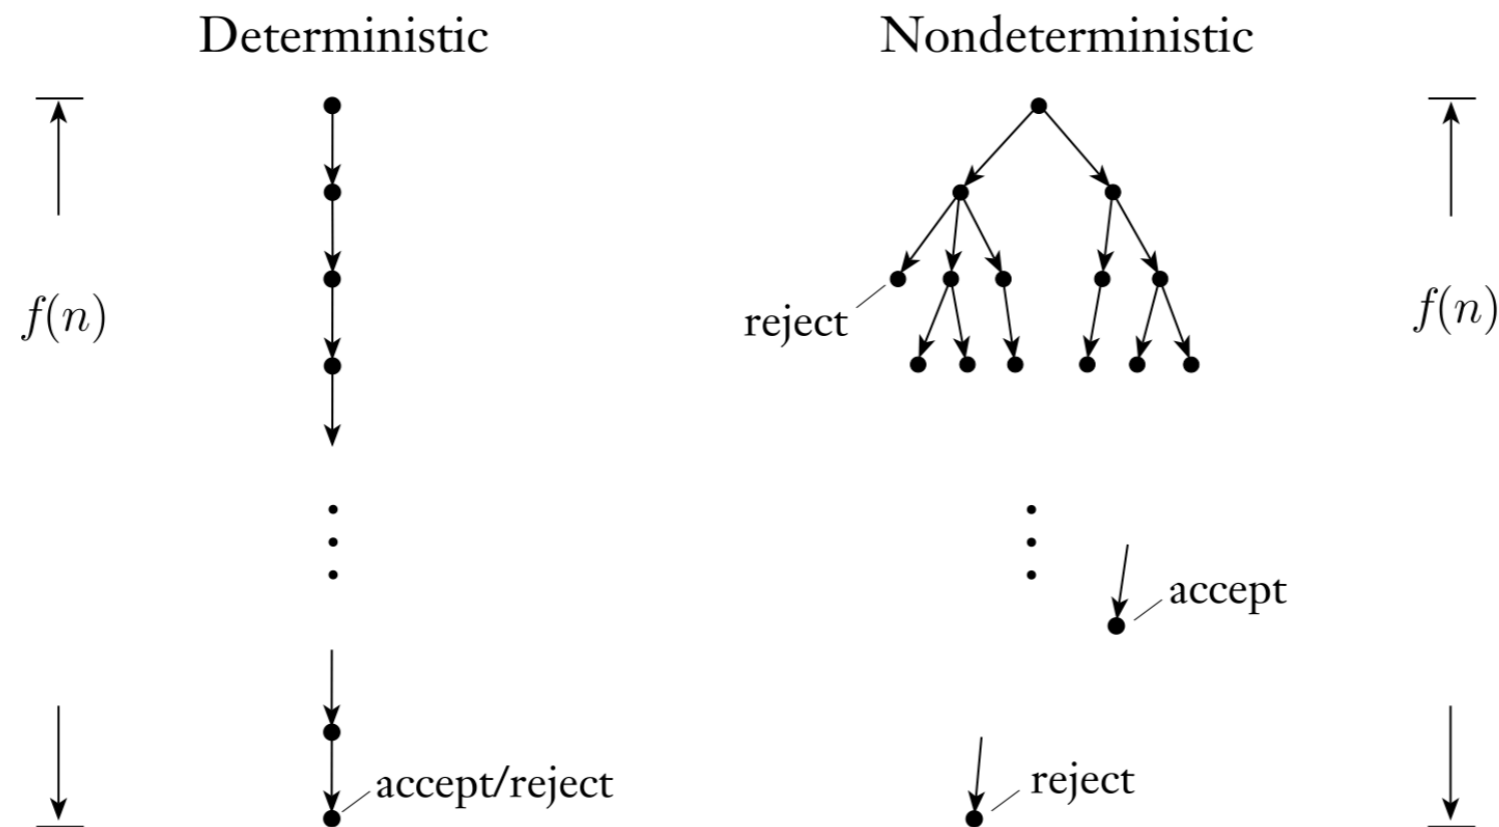 Deterministic
Nondeterministic
f(n)
reject
f(n)
accept
accept/reject
reject